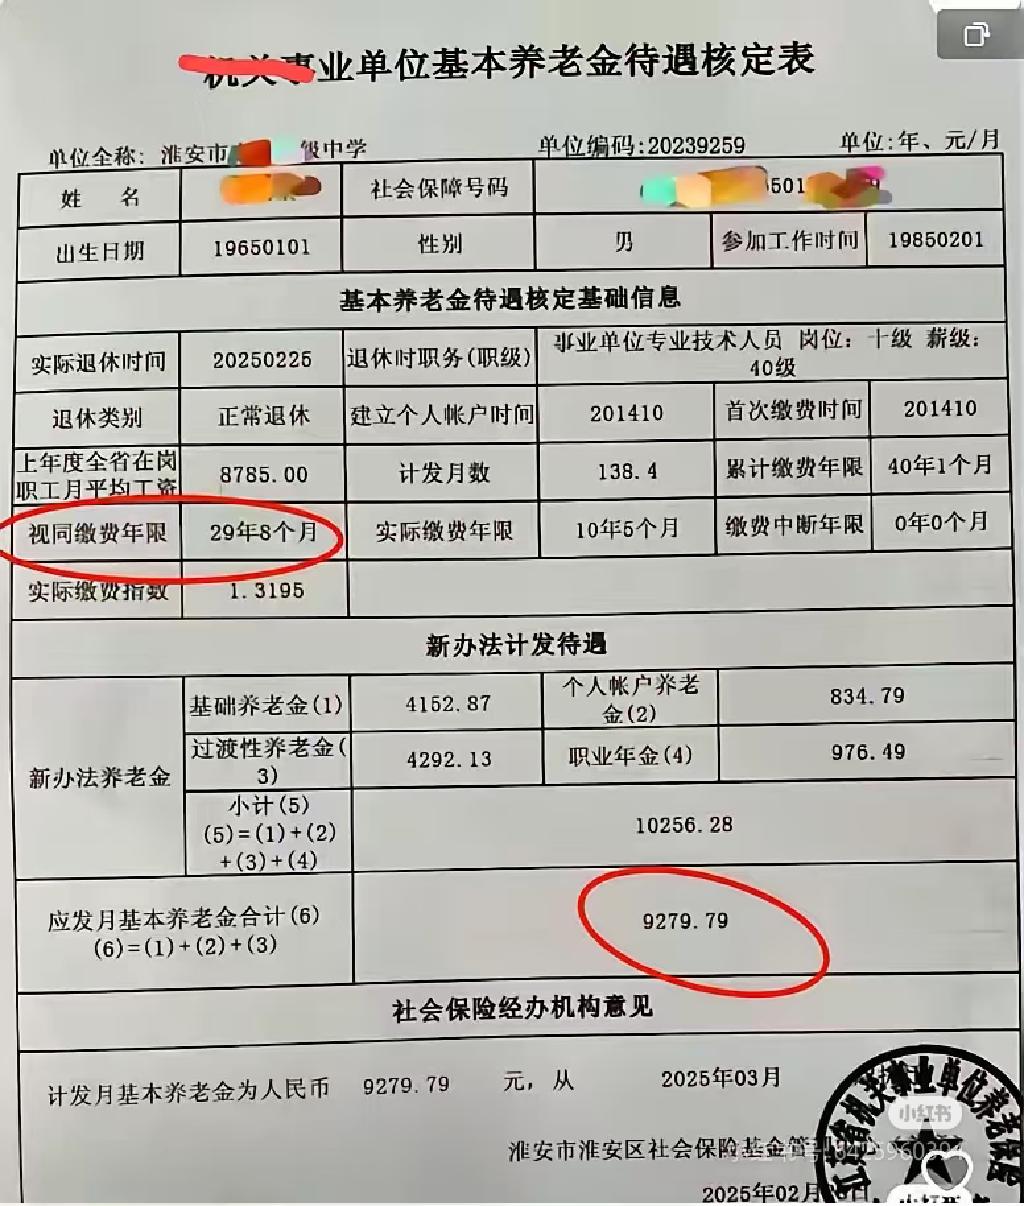 机关事业单位基本养老金待遇核定表
单位全称: 淮安市 级中学 单位编码:20239259 单位:年、元/月
姓 名 社会保障号码 501
出生日期 19650101 性别 男 参加工作时间 19850201
基本养老金待遇核定基础信息
实际退休时间 20250225 退休时职务(职级) 事业单位专业技术人员 岗位: 十级 薪级:
40级
退休类别 正常退休 建立个人帐户时间 201410 首次缴费时间 201410
上年度全省在岗
职工月平均工资 8785.00 计发月数 138.4 累计缴费年限 40年1个月
视同缴费年限 29年8个月 实际缴费年限 10年5个月 缴费中断年限 0年0个月
实际缴费指数 1.3195
新办法计发待遇
新办法养老金
基础养老金(1) 4152.87 个人帐户养老
金(2) 834.79
过渡性养老金(
3) 4292.13 职业年金(4) 976.49
小计(5)
(5)=(1)+(2)
+(3)+(4) 10256.28
应发月基本养老金合计(6)
(6)=(1)+(2)+(3) 9279.79
社会保险经办机构意见
计发月基本养老金为人民币 9279.79 元, 从 2025年03月
淮安市淮安区社会保险基金管
2025年02月 日
江苏省机关事业单位养老保险
小红书
小红书